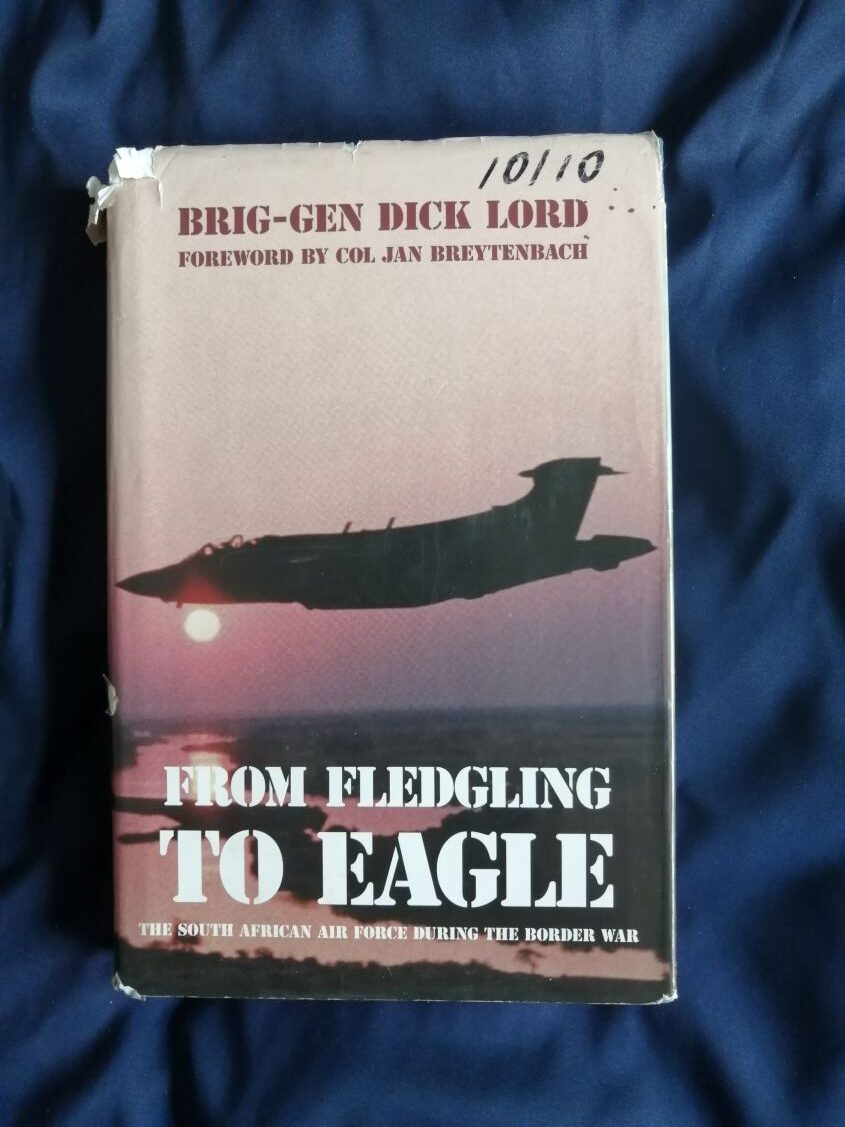 10/10
BRIG-GEN DICK LORD
FOREWORD BY COL JAN BREYTENBACH
FROM FLEDGLING
TO EAGLE
THE SOUTH AFRICAN AIR FORCE DURING THE BORDER WAR